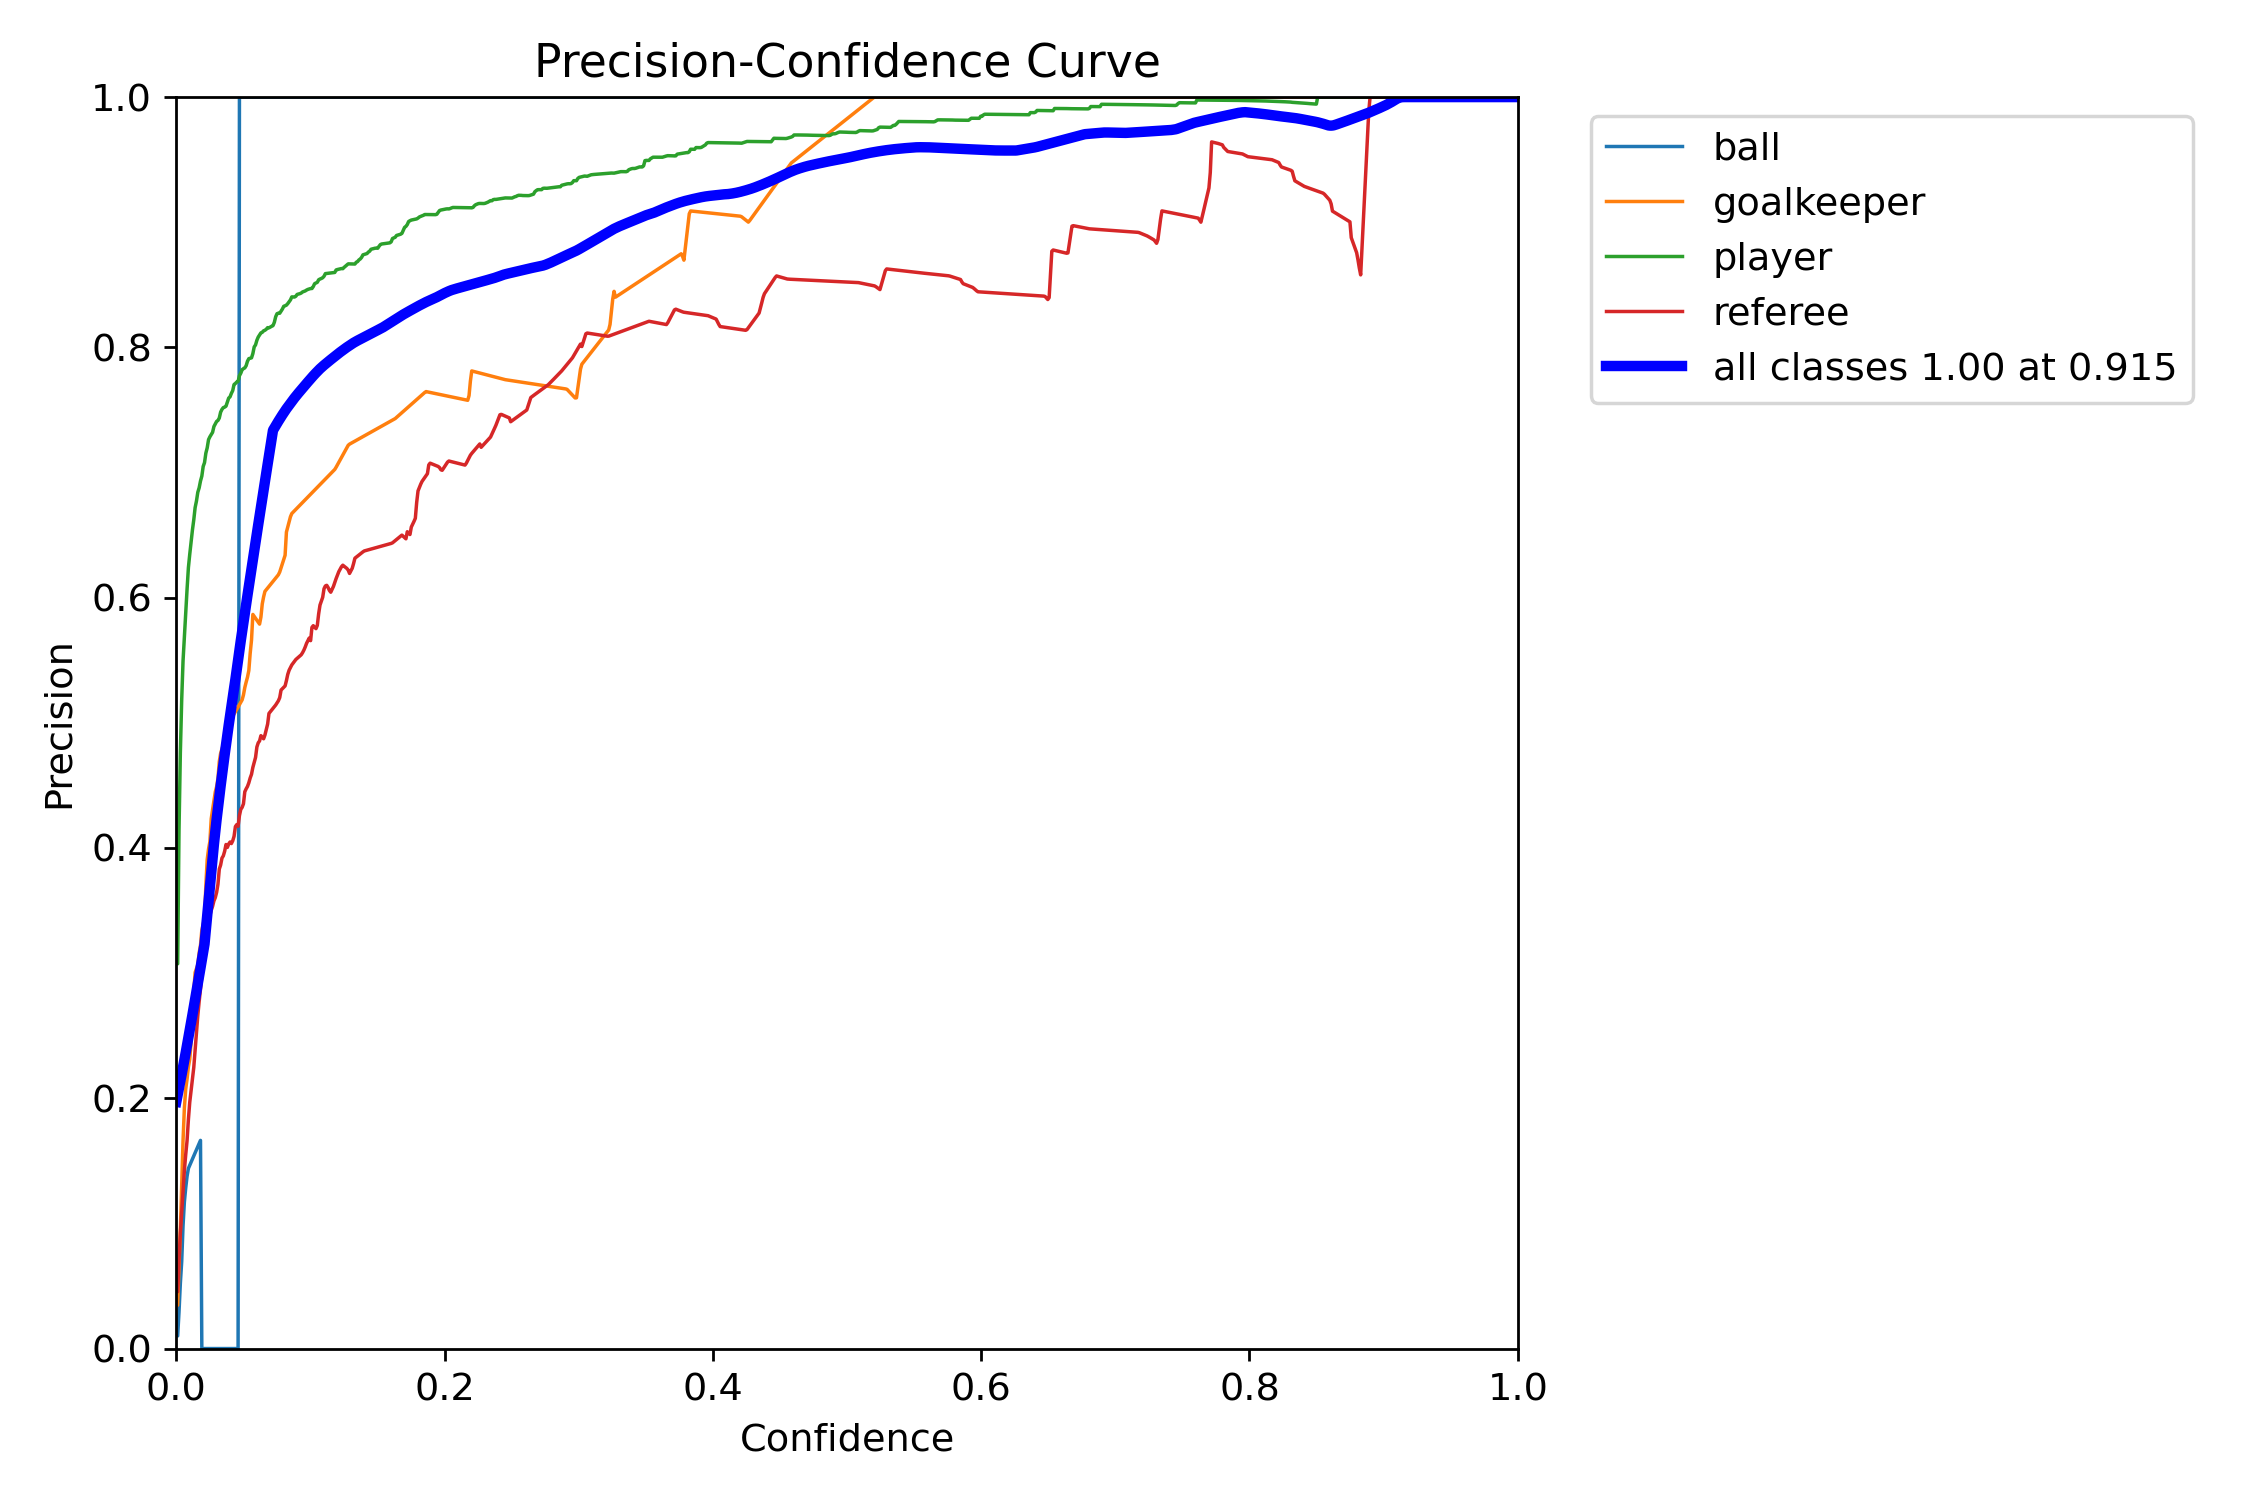 Precision-Confidence Curve
1.0
0.8
0.6
0.4
0.2
0.0
Precision
0.0 0.2 0.4 0.6 0.8 1.0
Confidence
ball
goalkeeper
player
referee
all classes 1.00 at 0.915